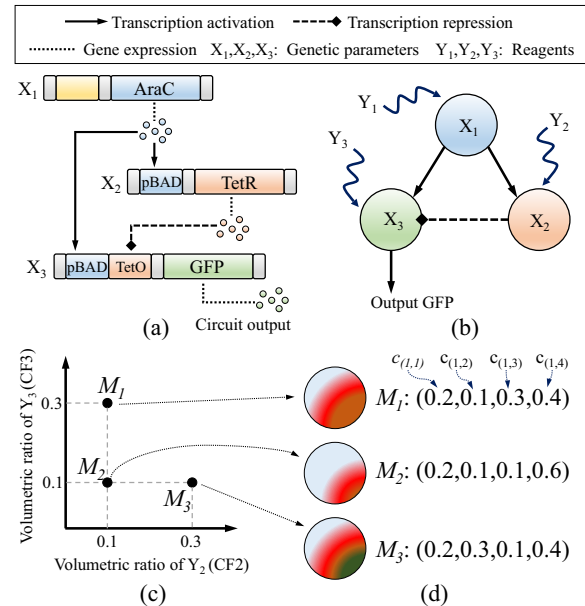 Transcription activation
Transcription repression
Gene expression
X₁,X₂,X₃: Genetic parameters
Y₁,Y₂,Y₃: Reagents
X₁
AraC
X₂
pBAD
TetR
X₃
pBAD
TetO
GFP
Circuit output
(a)
Y₁
X₁
Y₂
Y₃
X₃
X₂
Output GFP
(b)
Volumetric ratio of Y₃ (CF3)
0.3
0.1
M₁
M₂
M₃
0.1
0.3
Volumetric ratio of Y₂ (CF2)
(c)
c(1,1)
c(1,2)
c(1,3)
c(1,4)
M₁: (0.2,0.1,0.3,0.4)
M₂: (0.2,0.1,0.1,0.6)
M₃: (0.2,0.3,0.1,0.4)
(d)